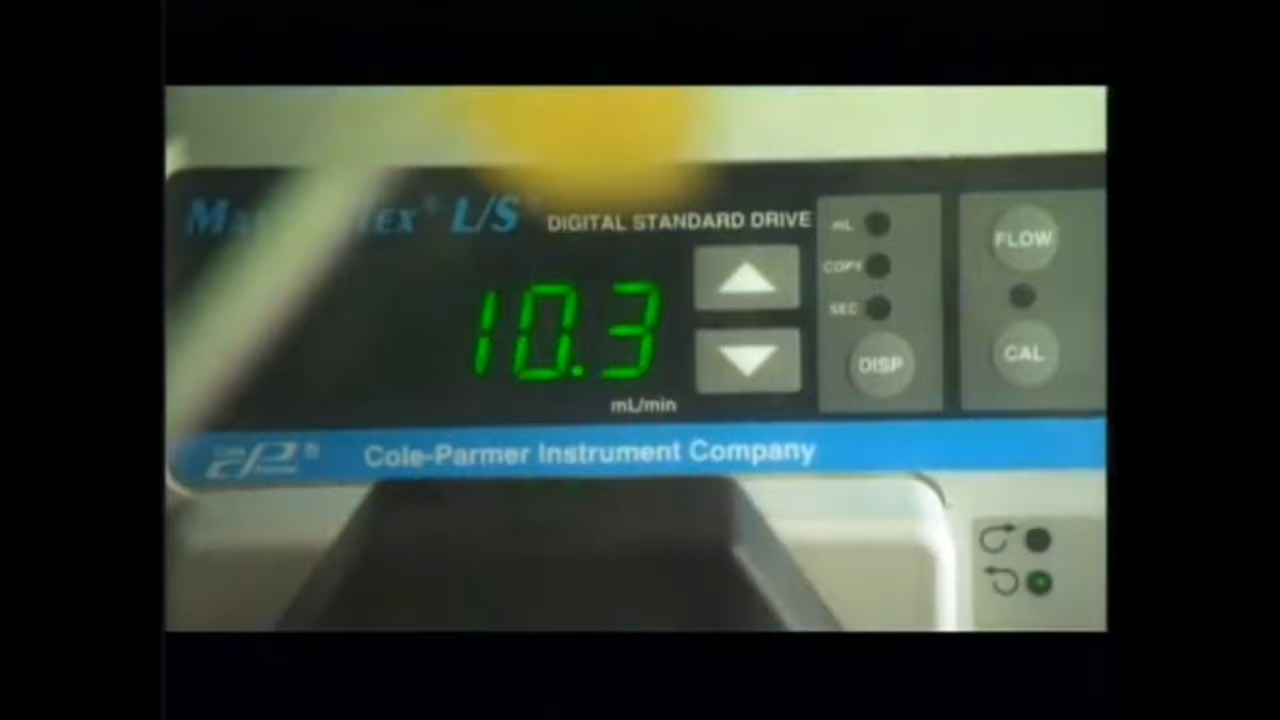 L/S DIGITAL STANDARD DRIVE
10.3
mL/min
mL
COPY
SEC
DISP
FLOW
CAL
Cole-Parmer Instrument Company